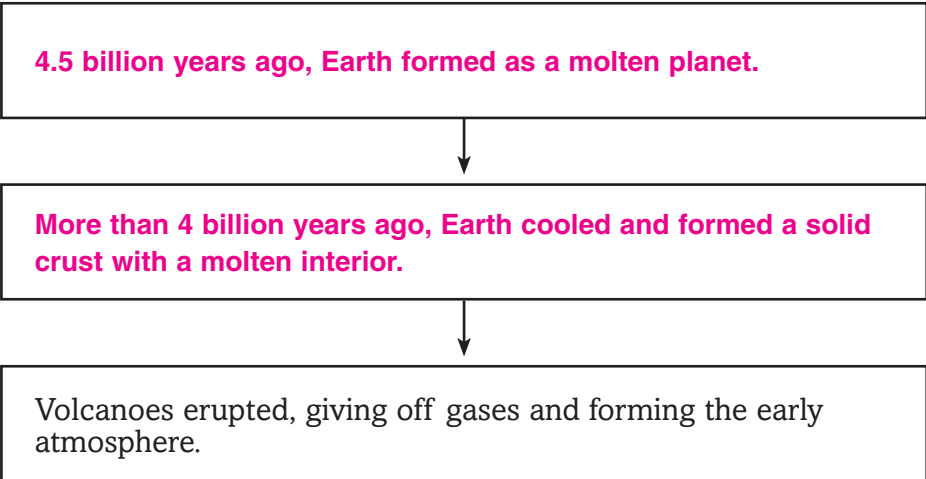 4.5 billion years ago, Earth formed as a molten planet.
More than 4 billion years ago, Earth cooled and formed a solid
crust with a molten interior.
Volcanoes erupted, giving off gases and forming the early
atmosphere.